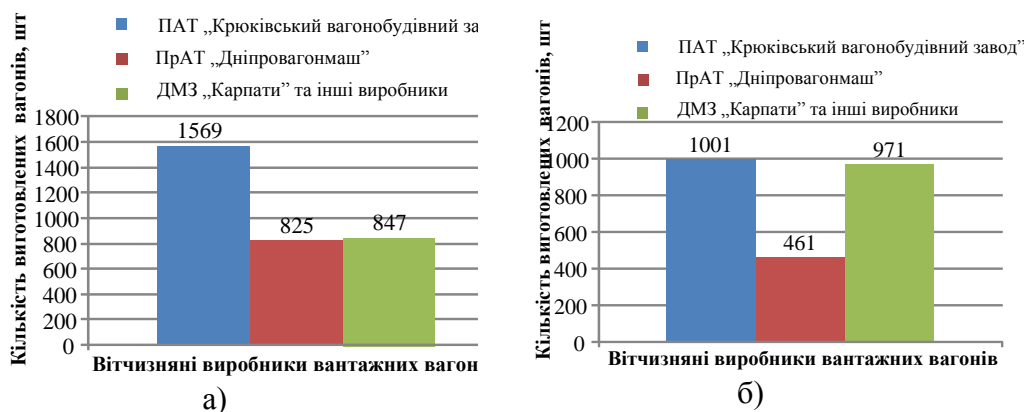 Кількість виготовлених вагонів, шт
ПАТ „Крюківський вагонобудівний за
ПрАТ „Дніпровагонмаш”
ДМЗ „Карпати” та інші виробники
1800
1600
1400
1200
1000
800
600
400
200
0
1569
825
847
Вітчизняні виробники вантажних вагон
а)
Кількість виготовлених вагонів, шт
ПАТ „Крюківський вагонобудівний завод”
ПрАТ „Дніпровагонмаш”
ДМЗ „Карпати” та інші виробники
1200
1000
800
600
400
200
0
1001
461
971
Вітчизняні виробники вантажних вагонів
б)